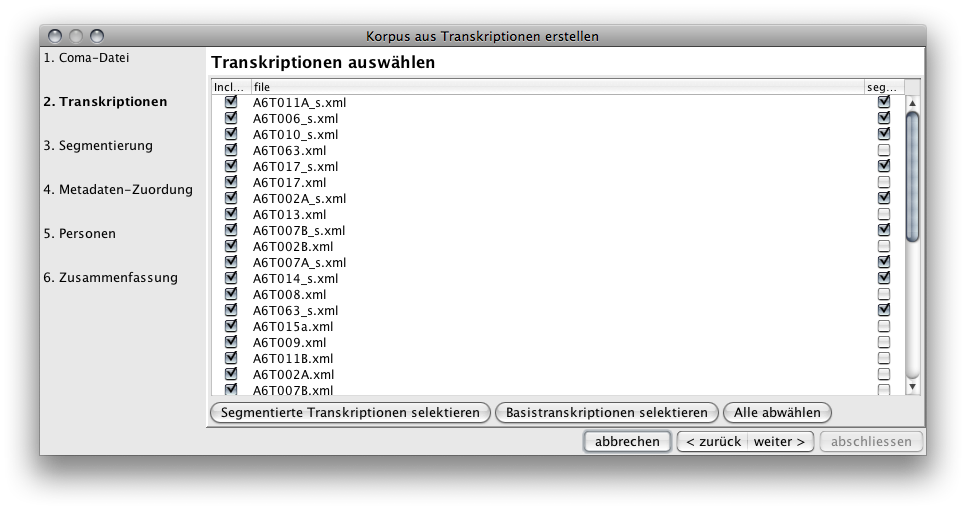 Korpus aus Transkriptionen erstellen
1. Coma-Datei
2. Transkriptionen
3. Segmentierung
4. Metadaten-Zuordung
5. Personen
6. Zusammenfassung
Transkriptionen auswählen
Incl... file seg...
A6T011A_s.xml
A6T006_s.xml
A6T010_s.xml
A6T063.xml
A6T017_s.xml
A6T017.xml
A6T002A_s.xml
A6T013.xml
A6T007B_s.xml
A6T002B.xml
A6T007A_s.xml
A6T014_s.xml
A6T008.xml
A6T063_s.xml
A6T015a.xml
A6T009.xml
A6T011B.xml
A6T002A.xml
A6T007B.xml
Segmentierte Transkriptionen selektieren Basistranskriptionen selektieren Alle abwählen
abbrechen < zurück weiter > abschliessen